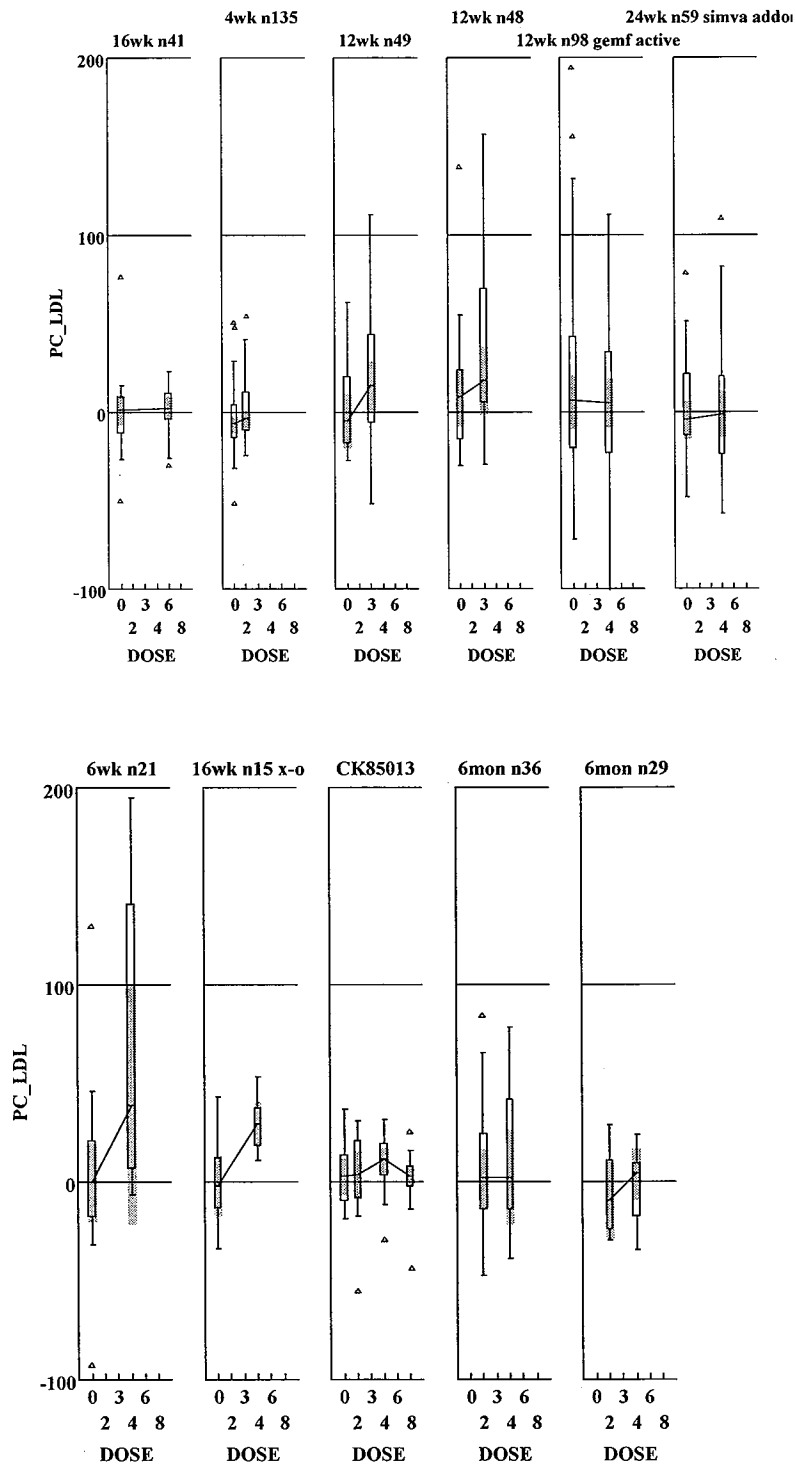 4wk n135 12wk n48 24wk n59 simva addo
16wk n41 12wk n49 12wk n98 gemf active
200
100
0
-100
PC_LDL
0 3 6 0 3 6 0 3 6 0 3 6 0 3 6 0 3 6
2 4 8 2 4 8 2 4 8 2 4 8 2 4 8 2 4 8
DOSE DOSE DOSE DOSE DOSE DOSE
6wk n21 16wk n15 x-o CK85013 6mon n36 6mon n29
200
100
0
-100
PC_LDL
0 3 6 0 3 6 0 3 6 0 3 6 0 3 6
2 4 8 2 4 8 2 4 8 2 4 8 2 4 8
DOSE DOSE DOSE DOSE DOSE